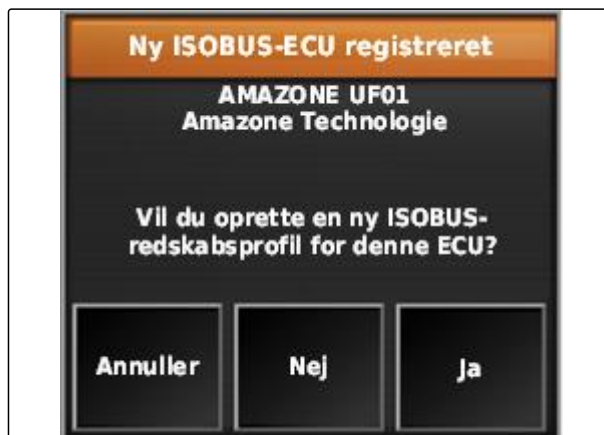 Ny ISOBUS-ECU registreret
AMAZONE UF01
Amazone Technologie
Vil du oprette en ny ISOBUS-
redskabsprofil for denne ECU?
Annuller
Nej
Ja